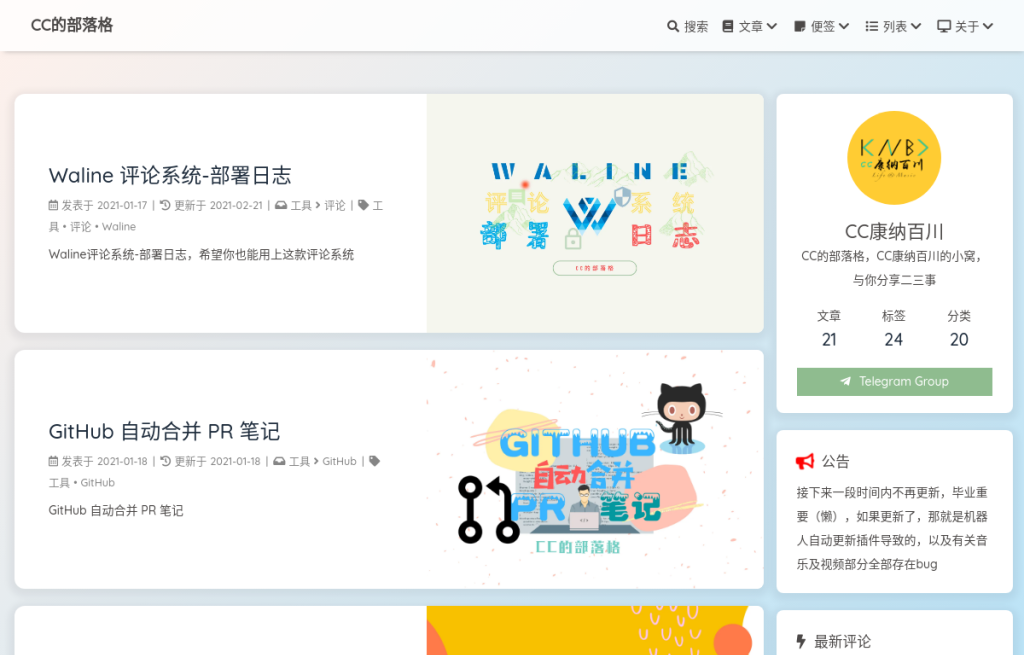 CC的部落格
搜索
文章
便签
列表
关于
Waline 评论系统-部署日志
发表于 2021-01-17 | 更新于 2021-02-21 | 工具 评论 | 工
具 • 评论 • Waline
Waline评论系统-部署日志，希望你也能用上这款评论系统
WALINE
评论系统
部署日志
CC的部落格
GitHub 自动合并 PR 笔记
发表于 2021-01-18 | 更新于 2021-01-18 | 工具 GitHub |
工具 • GitHub
GitHub 自动合并 PR 笔记
GITHUB
自动合并
PR 笔记
CC的部落格
KNB
CC康纳百川
Life & Music
CC康纳百川
CC的部落格，CC康纳百川的小窝，
与你分享二三事
文章 标签 分类
21 24 20
Telegram Group
公告
接下来一段时间内不再更新，毕业重
要（懒），如果更新了，那就是机器
人自动更新插件导致的，以及有关音
乐及视频部分全部存在bug
最新评论